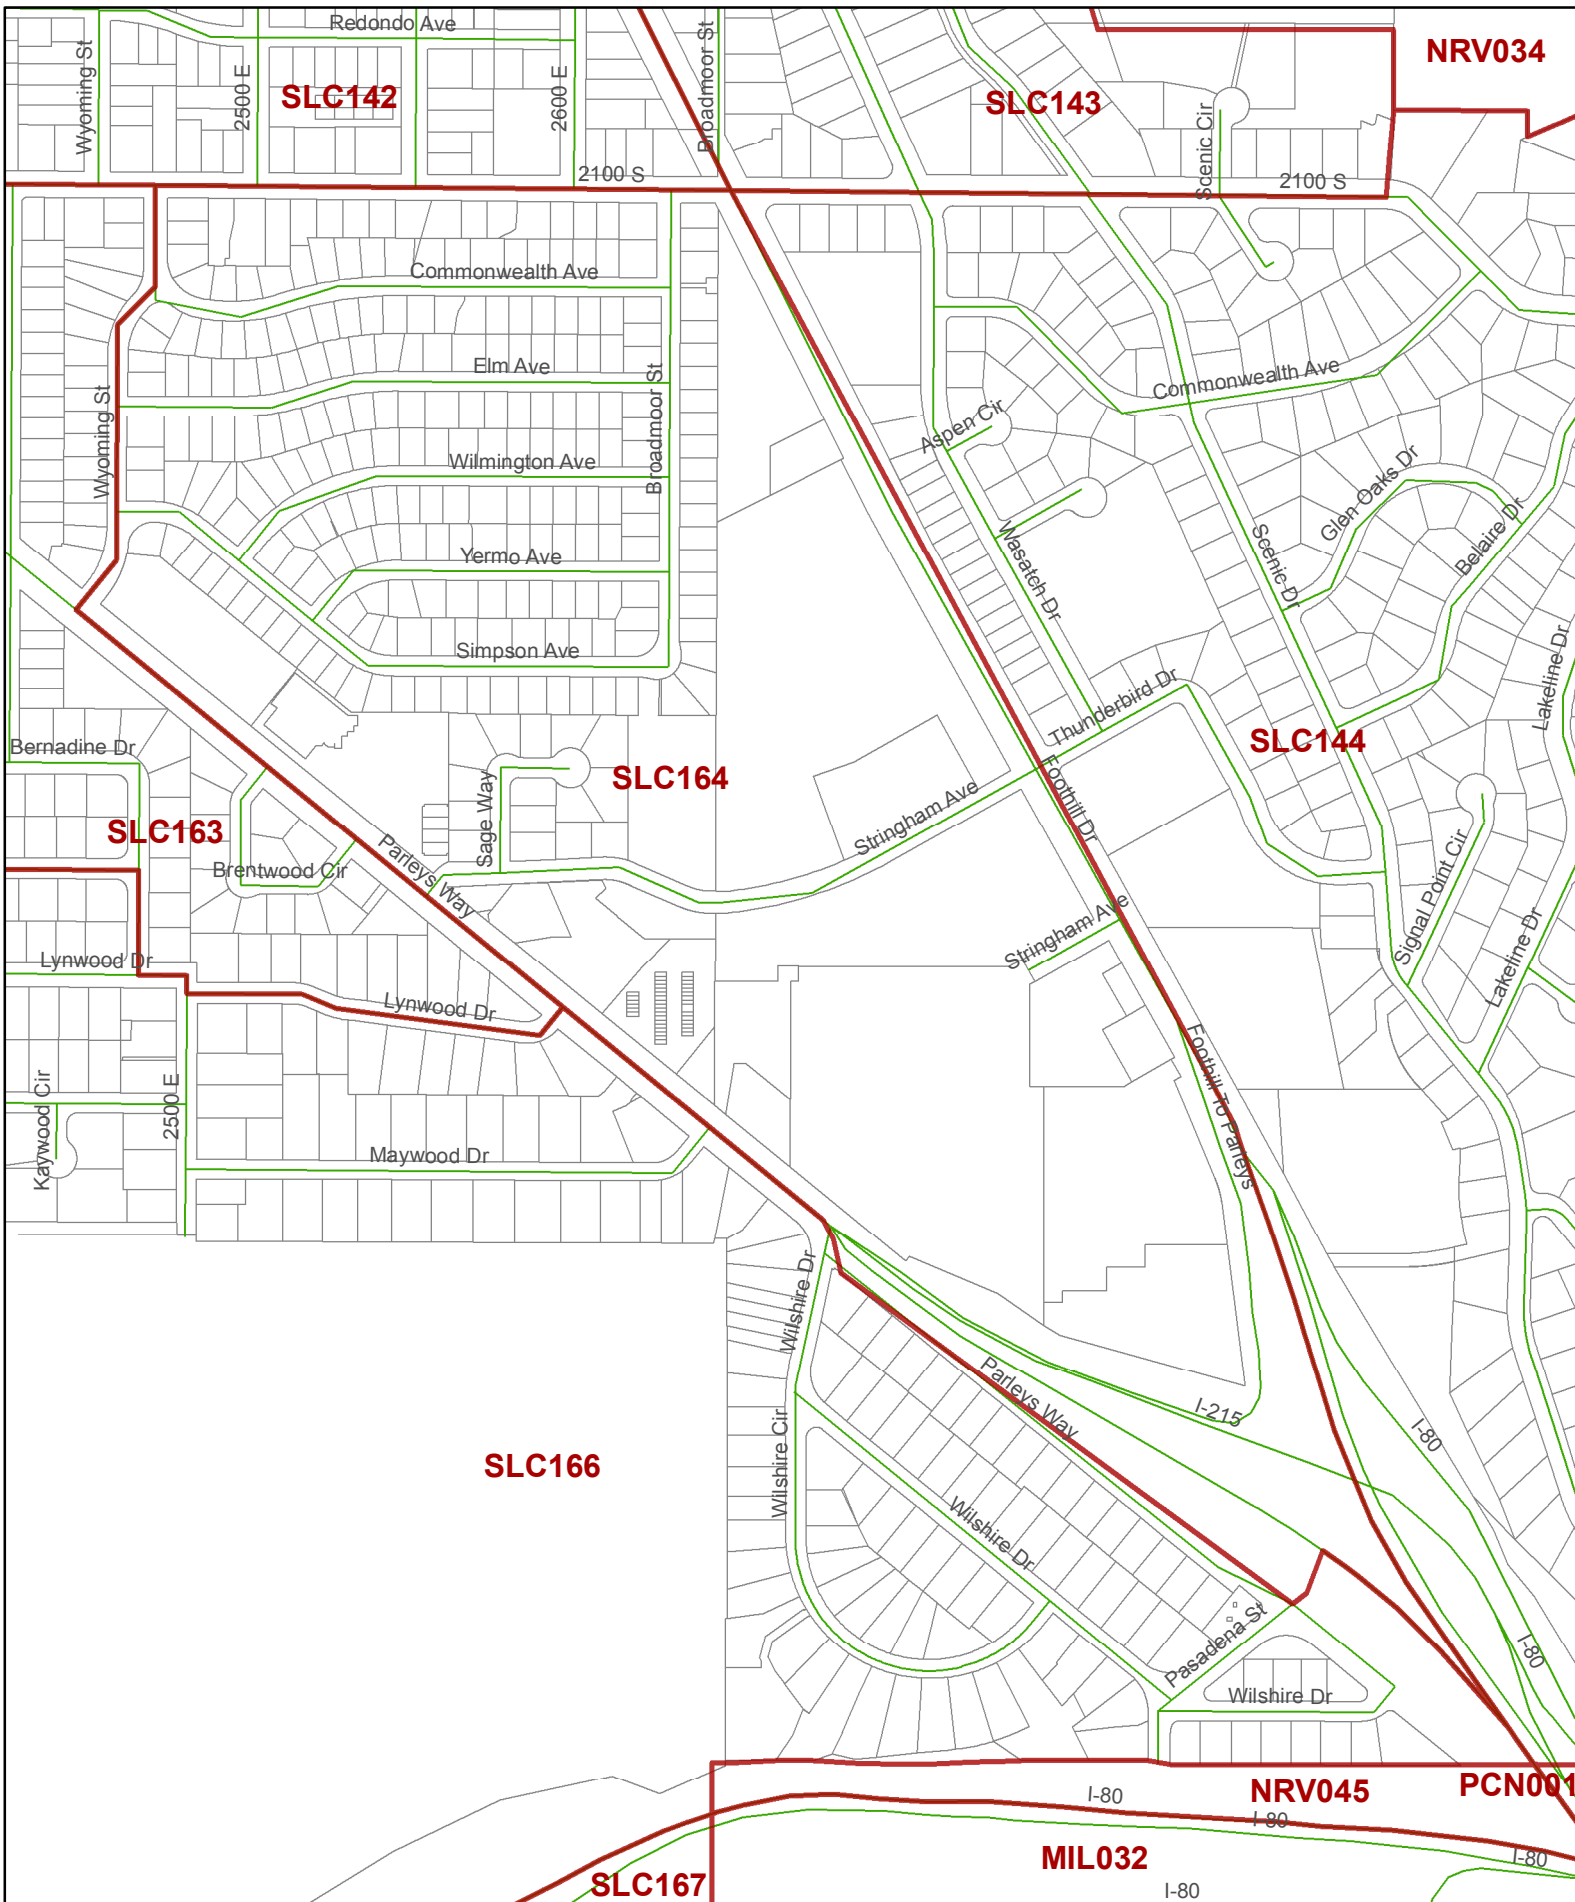 Redondo Ave
Wyoming St
2500 E
SLC142
2600 E
Broadmoor St
SLC143
NRV034
Scenic Cir
2100 S
2100 S
Commonwealth Ave
Elm Ave
Commonwealth Ave
Wyoming St
Broadmoor St
Aspen Cir
Wilmington Ave
Glen Oaks Dr
Belaire Dr
Yermo Ave
Wasatch Dr
Scenic Dr
Simpson Ave
Lakeline Dr
Thunderbird Dr
Bernadine Dr
SLC144
SLC164
Foothill Dr
Sage Way
Stringham Ave
SLC163
Brentwood Cir
Parleys Way
Signal Point Cir
Stringham Ave
Lynwood Dr
Lakeline Dr
Lynwood Dr
Foothill To Parleys
Kaywood Cir
2500 E
Maywood Dr
Wilshire Dr
Parleys Way
I-215
I-80
Wilshire Cir
SLC166
Wilshire Dr
Pasadena St
I-80
Wilshire Dr
NRV045
PCN001
I-80
I-80
MIL032
I-80
SLC167
I-80